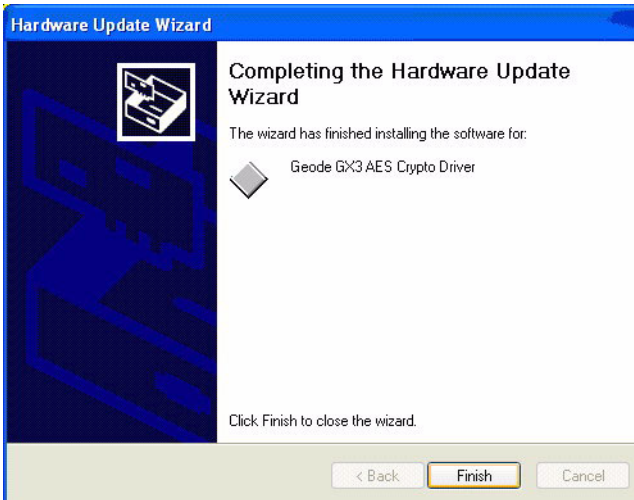 Hardware Update Wizard
Completing the Hardware Update
Wizard
The wizard has finished installing the software for:
Geode GX3 AES Crypto Driver
Click Finish to close the wizard.
< Back
Finish
Cancel